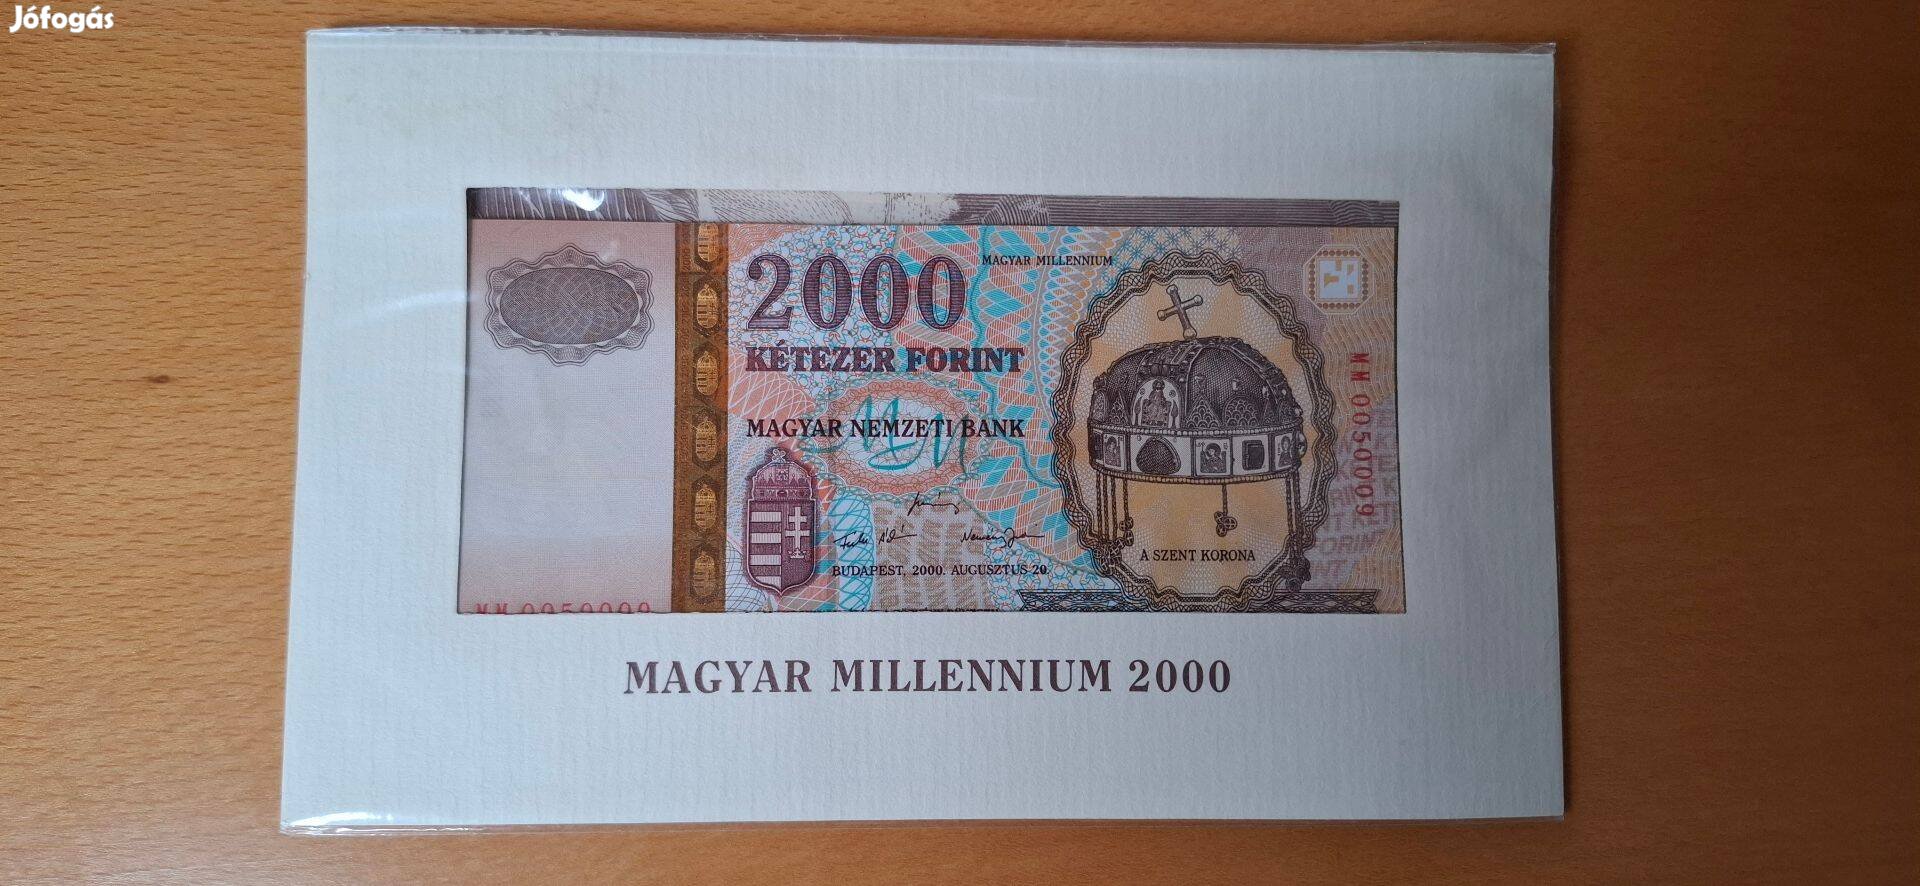 Jófogás
2000
MAGYAR MILLENNIUM
KÉTEZER FORINT
MAGYAR NEMZETI BANK
MM 0050009
BUDAPEST, 2000. AUGUSZTUS 20.
A SZENT KORONA
MM 0050009
MAGYAR MILLENNIUM 2000